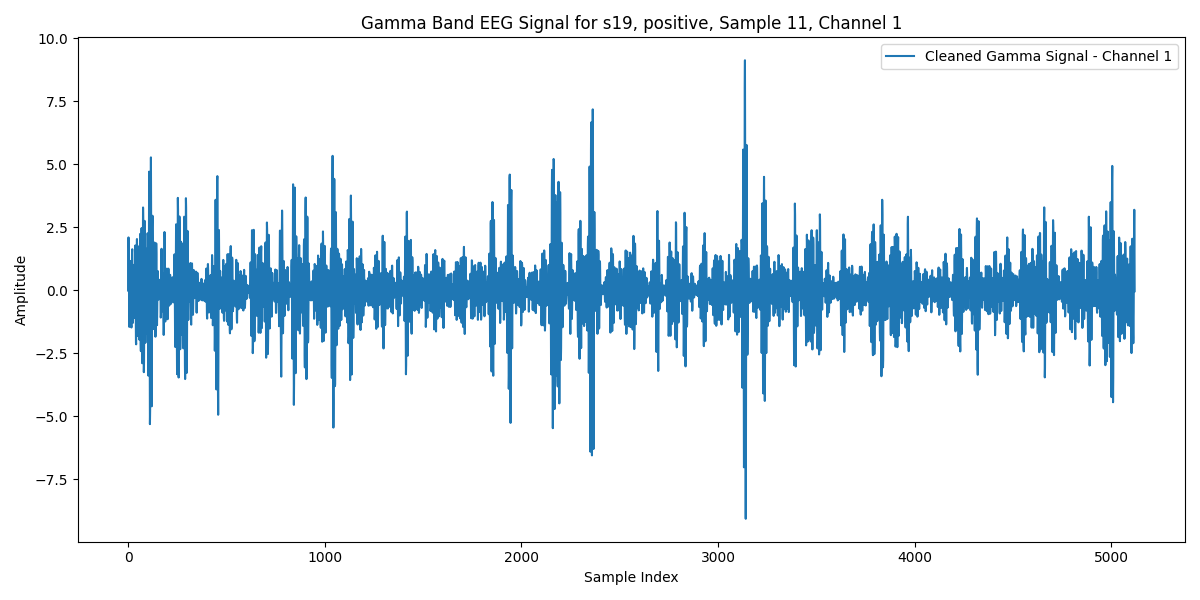 Gamma Band EEG Signal for s19, positive, Sample 11, Channel 1
Cleaned Gamma Signal - Channel 1
Amplitude
10.0
7.5
5.0
2.5
0.0
−2.5
−5.0
−7.5
0 1000 2000 3000 4000 5000
Sample Index